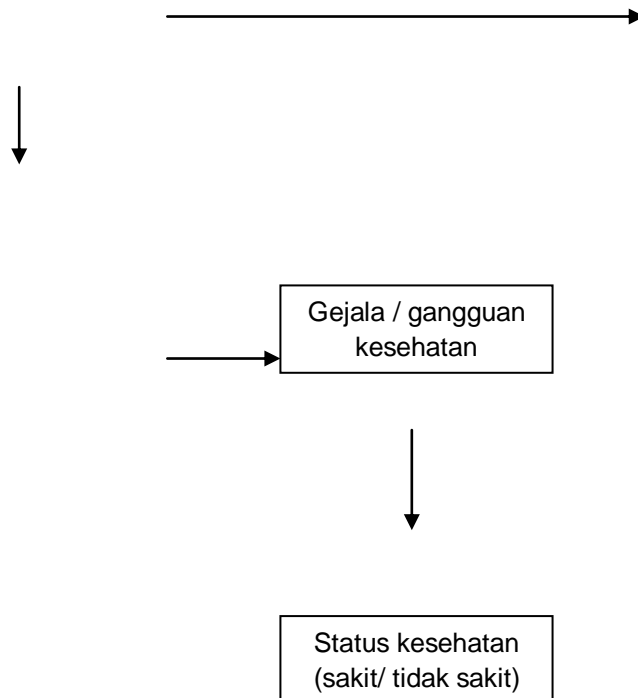 Gejala / gangguan
kesehatan
Status kesehatan
(sakit/ tidak sakit)